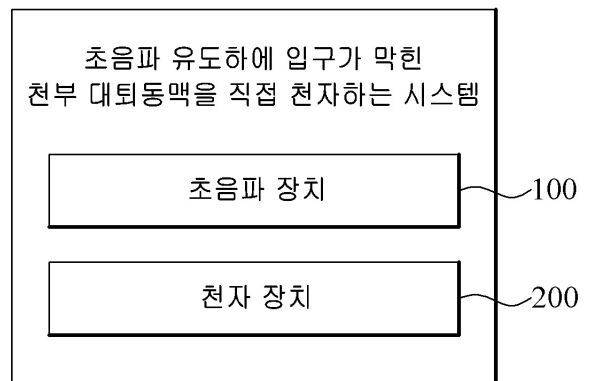 초음파 유도하에 입구가 막힌
천부 대퇴동맥을 직접 천자하는 시스템
초음파 장치
100
천자 장치
200